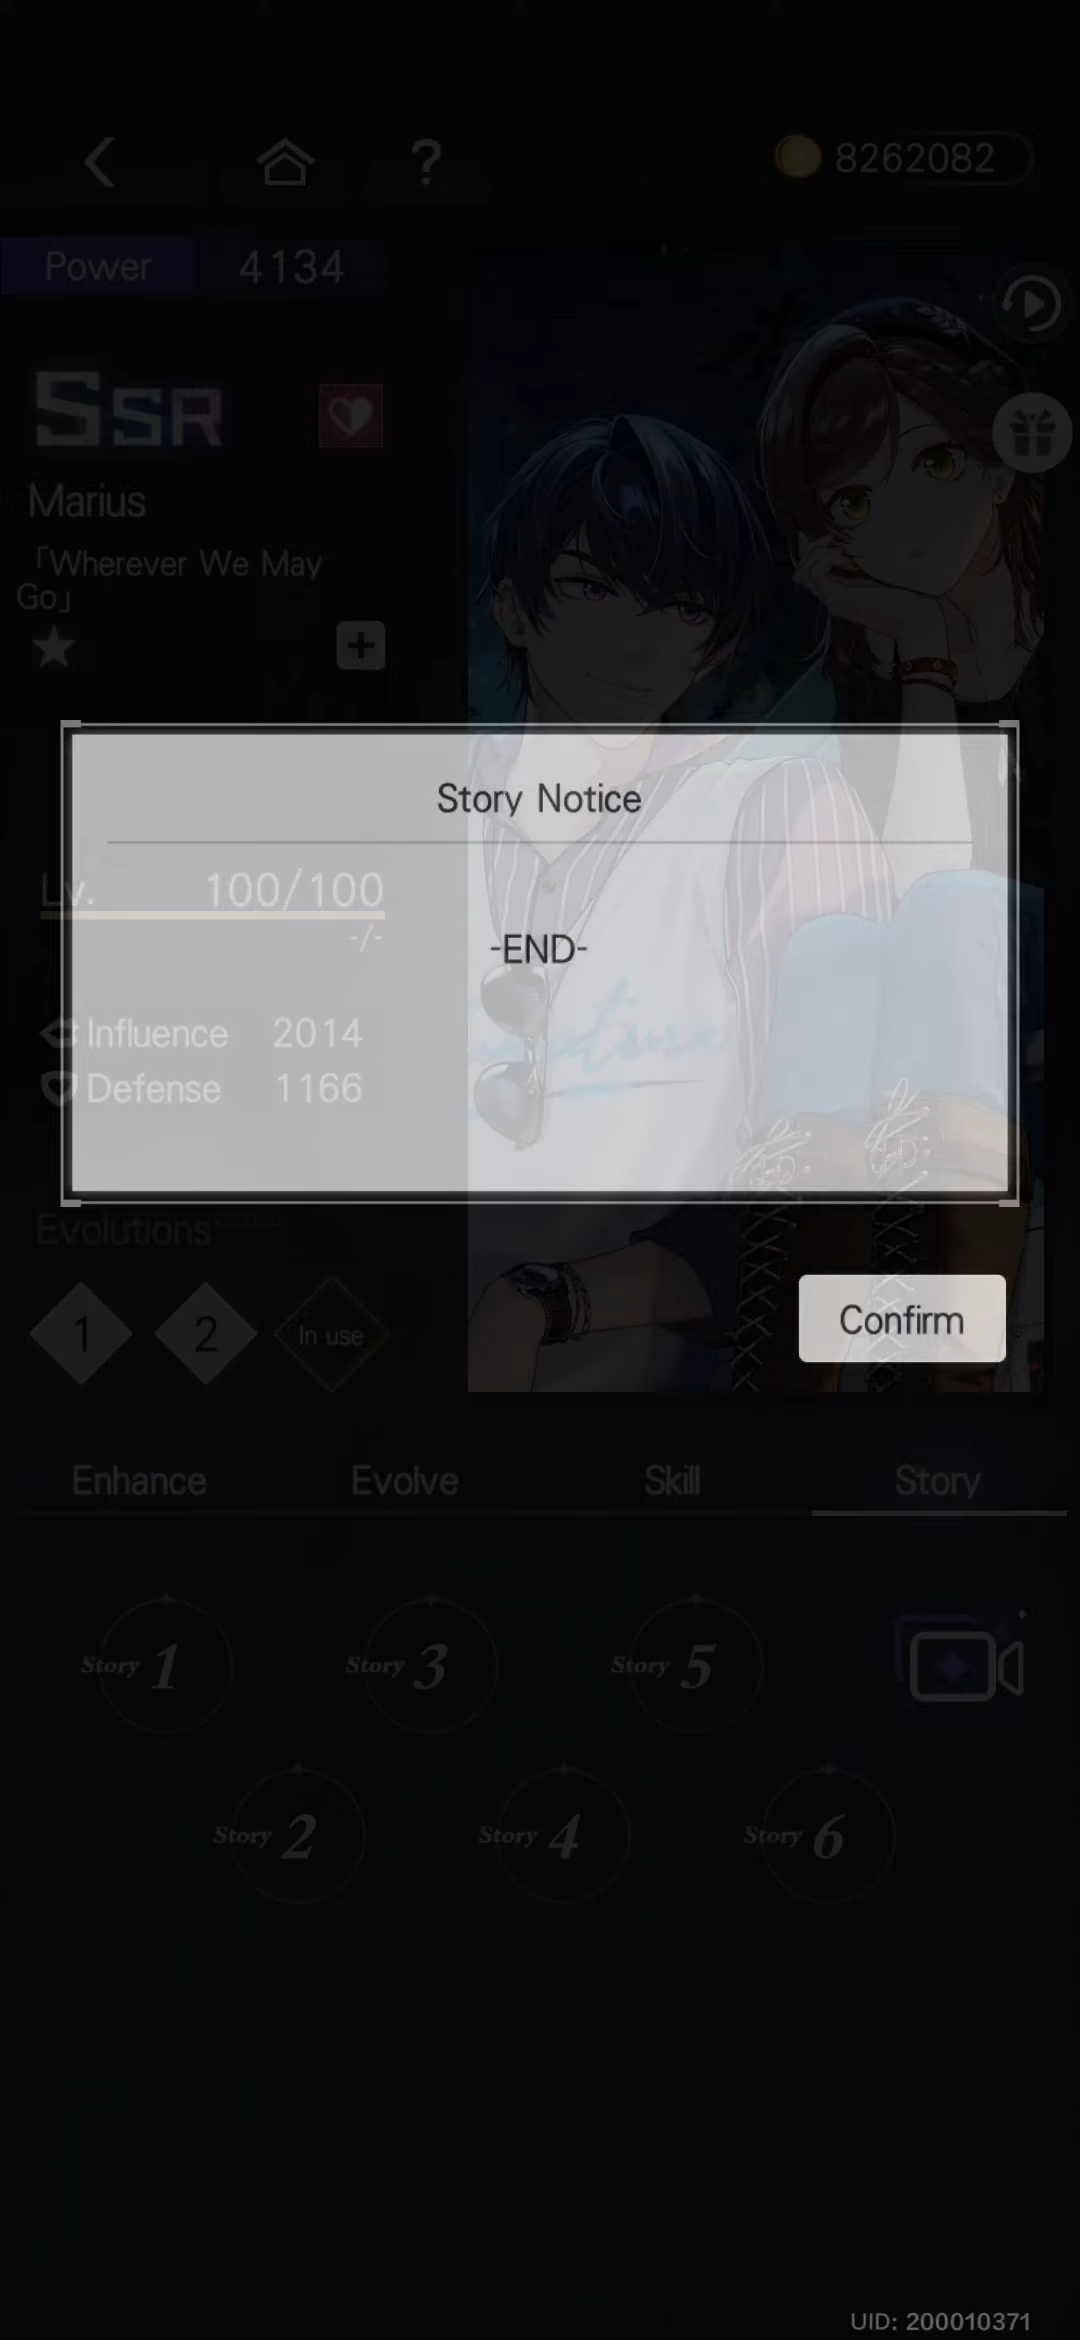 8262082
Power 4134
SSR
Marius
「Wherever We May
Go」
Story Notice
Lv. 100/100
-/-
-END-
Influence 2014
Defense 1166
Evolutions
1 2 In use
Confirm
Enhance Evolve Skill Story
Story 1 Story 3 Story 5
Story 2 Story 4 Story 6
UID: 200010371